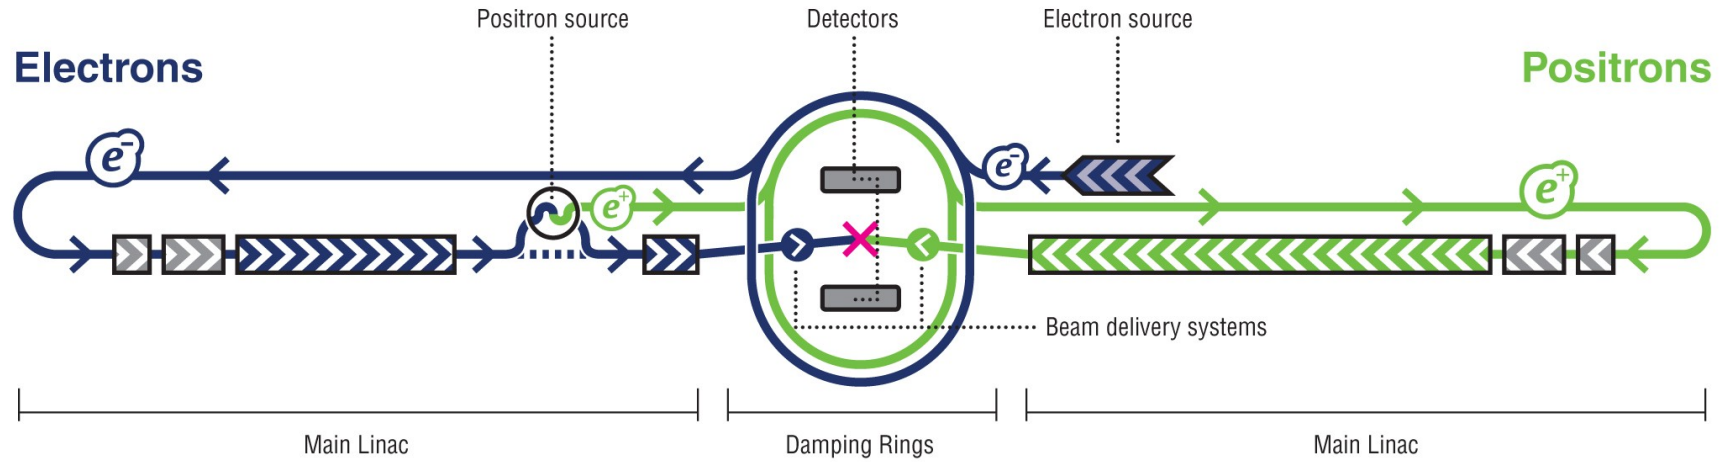 Positron source
Detectors
Electron source
Electrons
Positrons
e-
e-
e+
e+
Beam delivery systems
Main Linac
Damping Rings
Main Linac